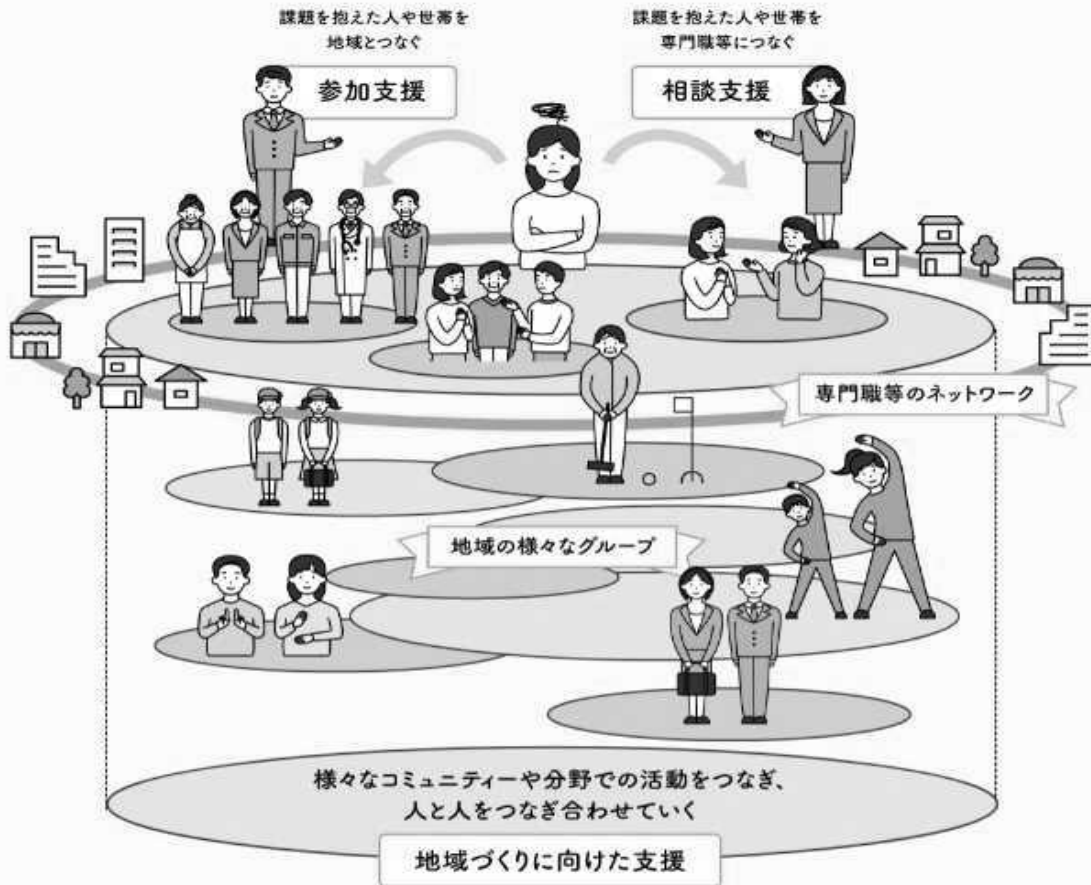 課題を抱えた人や世帯を
地域とつなぐ
参加支援
課題を抱えた人や世帯を
専門職等につなぐ
相談支援
専門職等のネットワーク
地域の様々なグループ
様々なコミュニティーや分野での活動をつなぎ、
人と人をつなぎ合わせていく
地域づくりに向けた支援